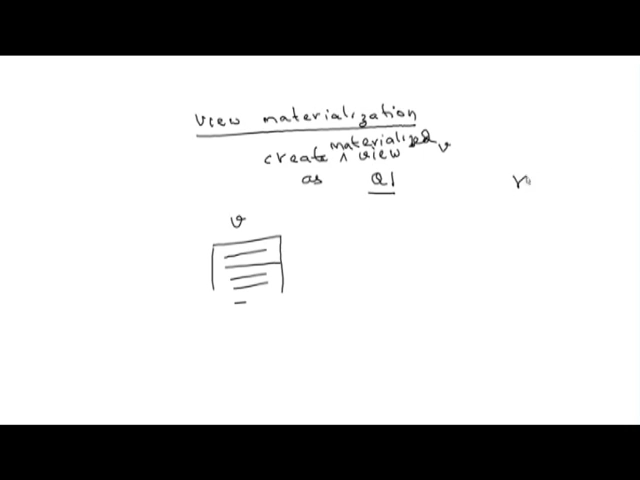 view materialization
create materialized view v
as Q1
v
r